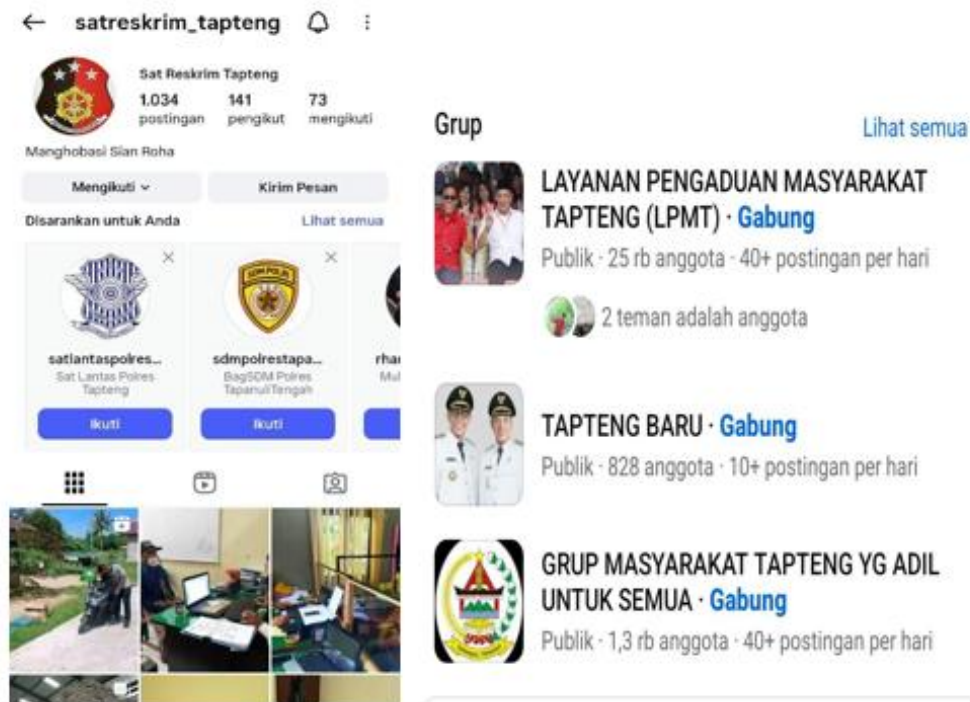 satreskrim_tapteng
Sat Reskrim Tapteng
1.034 141 73
postingan pengikut mengikuti
Manghobasi Sian Roha
Mengikuti Kirim Pesan
Disarankan untuk Anda Lihat semua
SDM POLRI
satlantaspolres... sdmpolrestapa...
Sat Lantas Polres BagSDM Polres
Tapteng TapanuliTengah
Ikuti Ikuti
Grup Lihat semua
LAYANAN PENGADUAN MASYARAKAT
TAPTENG (LPMT) · Gabung
Publik · 25 rb anggota · 40+ postingan per hari
2 teman adalah anggota
TAPTENG BARU · Gabung
Publik · 828 anggota · 10+ postingan per hari
GRUP MASYARAKAT TAPTENG YG ADIL
UNTUK SEMUA · Gabung
Publik · 1,3 rb anggota · 40+ postingan per hari